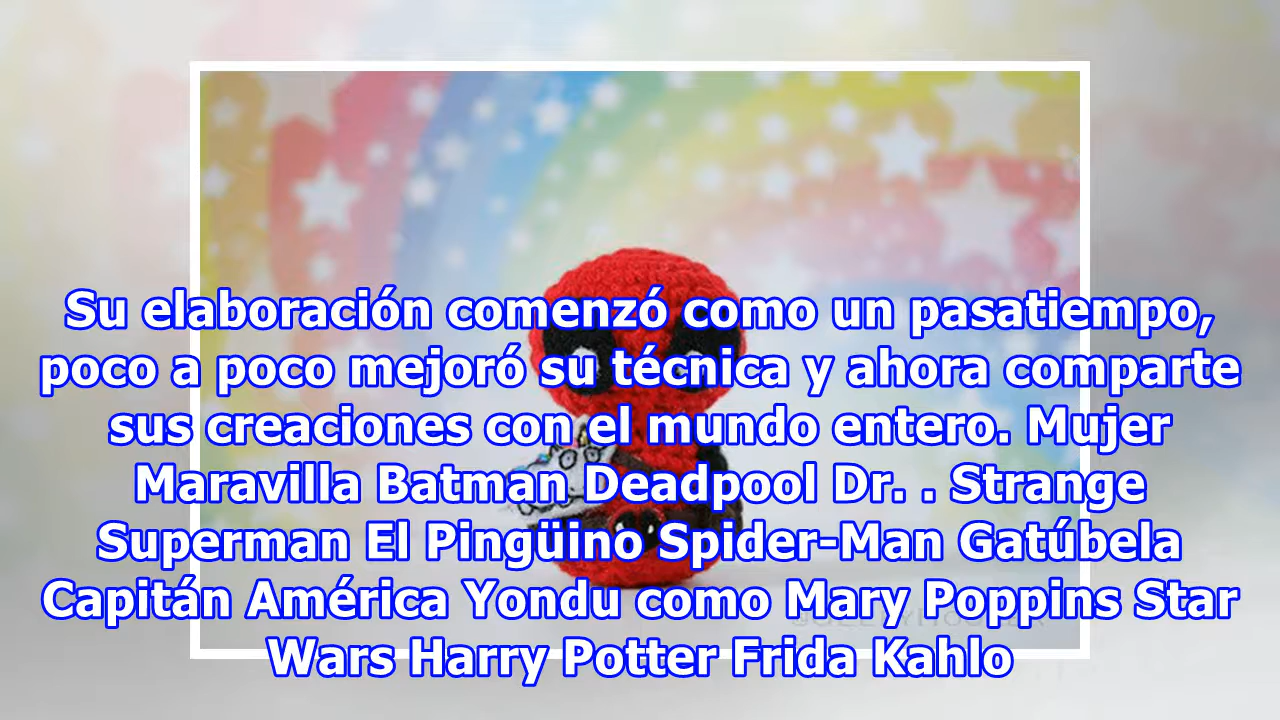 Su elaboración comenzó como un pasatiempo,
poco a poco mejoró su técnica y ahora comparte
sus creaciones con el mundo entero. Mujer
Maravilla Batman Deadpool Dr. . Strange
Superman El Pingüino Spider-Man Gatúbela
Capitán América Yondu como Mary Poppins Star
Wars Harry Potter Frida Kahlo